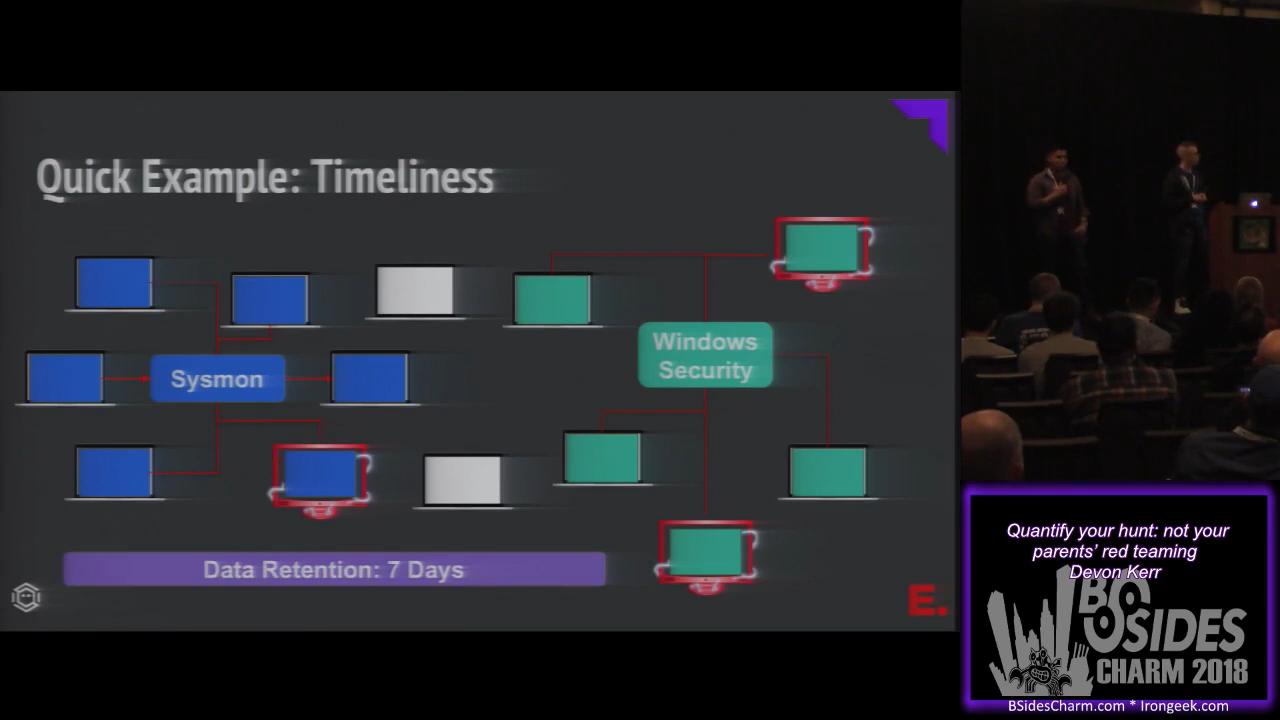 Quick Example: Timeliness
Windows
Security
Sysmon
Data Retention: 7 Days
E.
Quantify your hunt: not your
parents’ red teaming
Devon Kerr
BSIDES
CHARM 2018
BSidesCharm.com * Irongeek.com